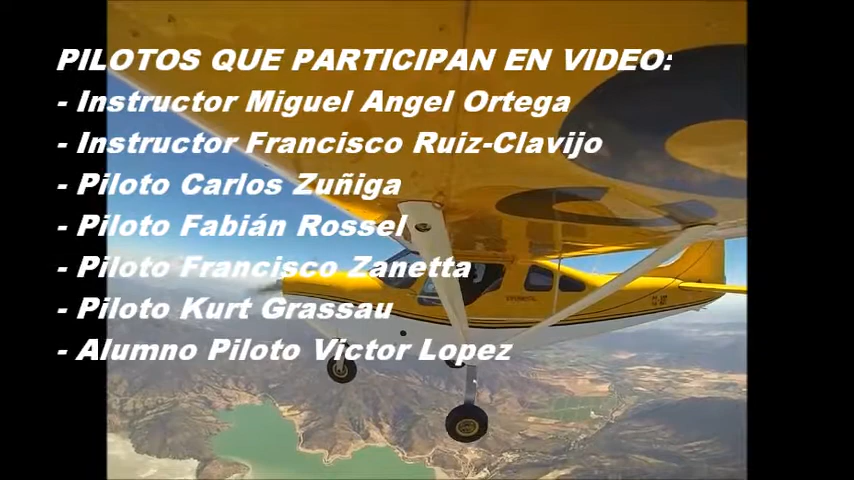 PILOTOS QUE PARTICIPAN EN VIDEO:
- Instructor Miguel Angel Ortega
- Instructor Francisco Ruiz-Clavijo
- Piloto Carlos Zuñiga
- Piloto Fabián Rossel
- Piloto Francisco Zanetta
- Piloto Kurt Grassau
- Alumno Piloto Victor Lopez